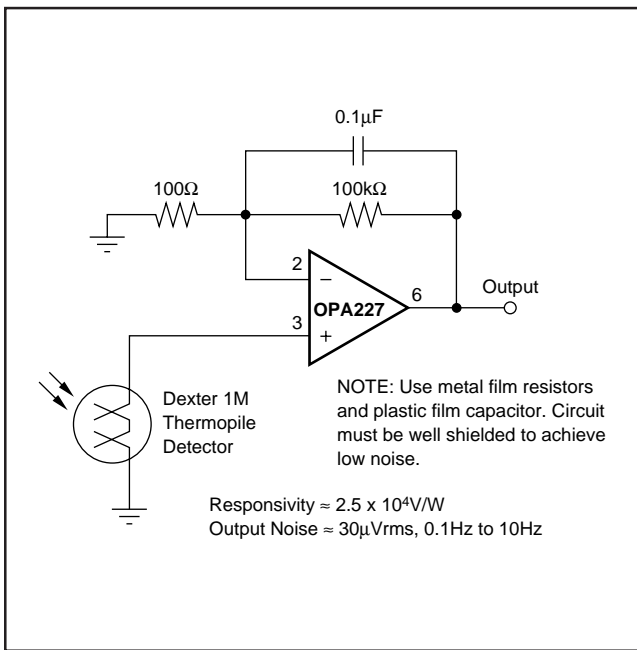 0.1µF
100Ω
100kΩ
2
−
OPA227
6
Output
3
+
Dexter 1M
Thermopile
Detector
NOTE: Use metal film resistors
and plastic film capacitor. Circuit
must be well shielded to achieve
low noise.
Responsivity ≈ 2.5 x 10⁴V/W
Output Noise ≈ 30µVrms, 0.1Hz to 10Hz